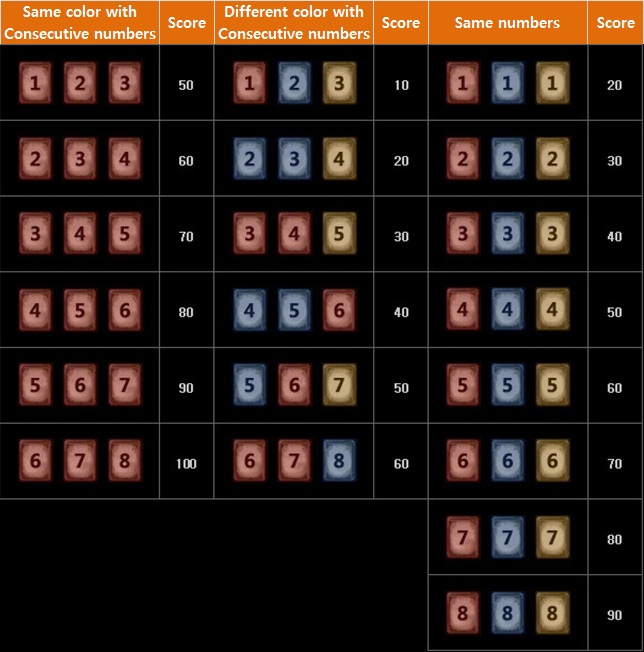 Same color with
Consecutive numbers
Score
Different color with
Consecutive numbers
Score
Same numbers
Score
1 2 3 50 1 2 3 10 1 1 1 20
2 3 4 60 2 3 4 20 2 2 2 30
3 4 5 70 3 4 5 30 3 3 3 40
4 5 6 80 4 5 6 40 4 4 4 50
5 6 7 90 5 6 7 50 5 5 5 60
6 7 8 100 6 7 8 60 6 6 6 70
7 7 7 80
8 8 8 90